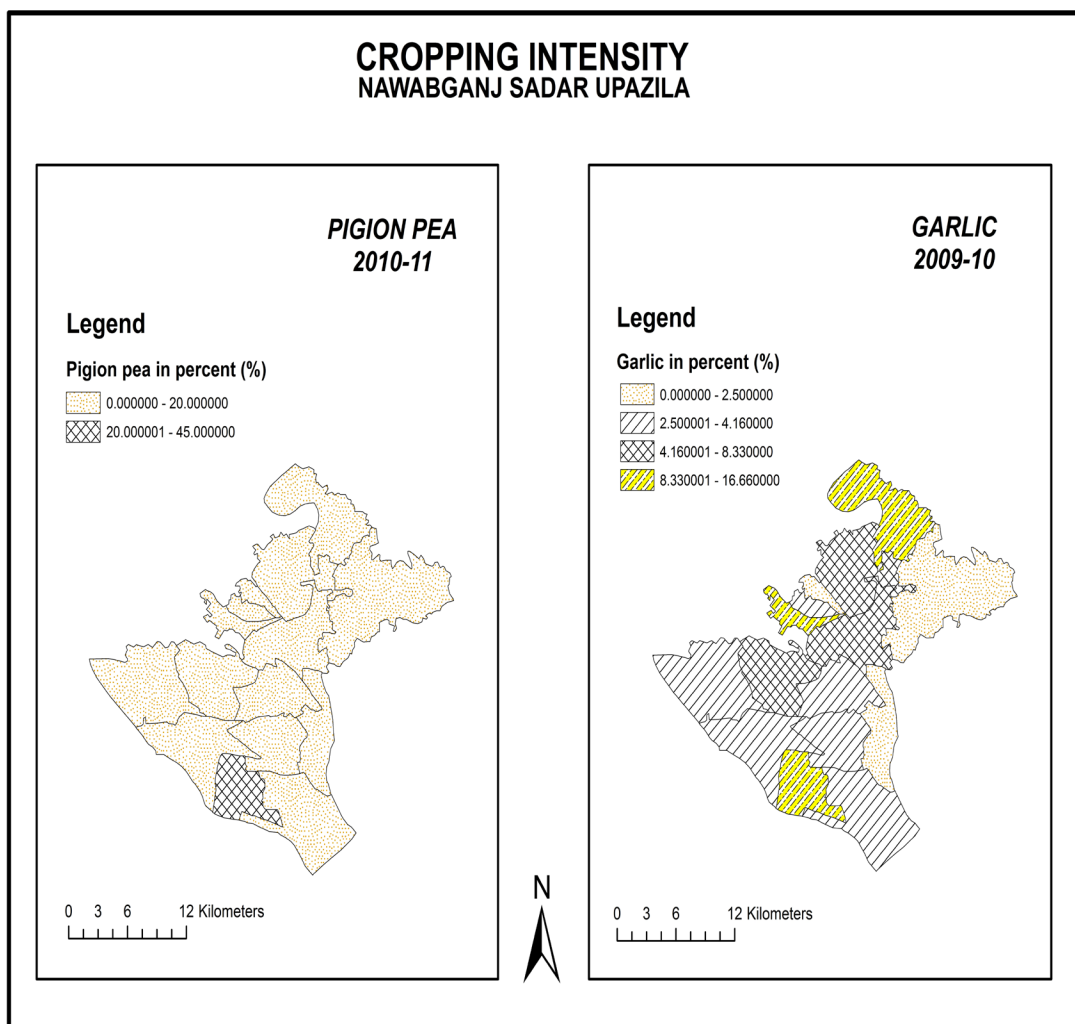 CROPPING INTENSITY
NAWABGANJ SADAR UPAZILA
PIGION PEA
2010-11
Legend
Pigion pea in percent (%)
0.000000 - 20.000000
20.000001 - 45.000000
0 3 6 12 Kilometers
N
GARLIC
2009-10
Legend
Garlic in percent (%)
0.000000 - 2.500000
2.500001 - 4.160000
4.160001 - 8.330000
8.330001 - 16.660000
0 3 6 12 Kilometers